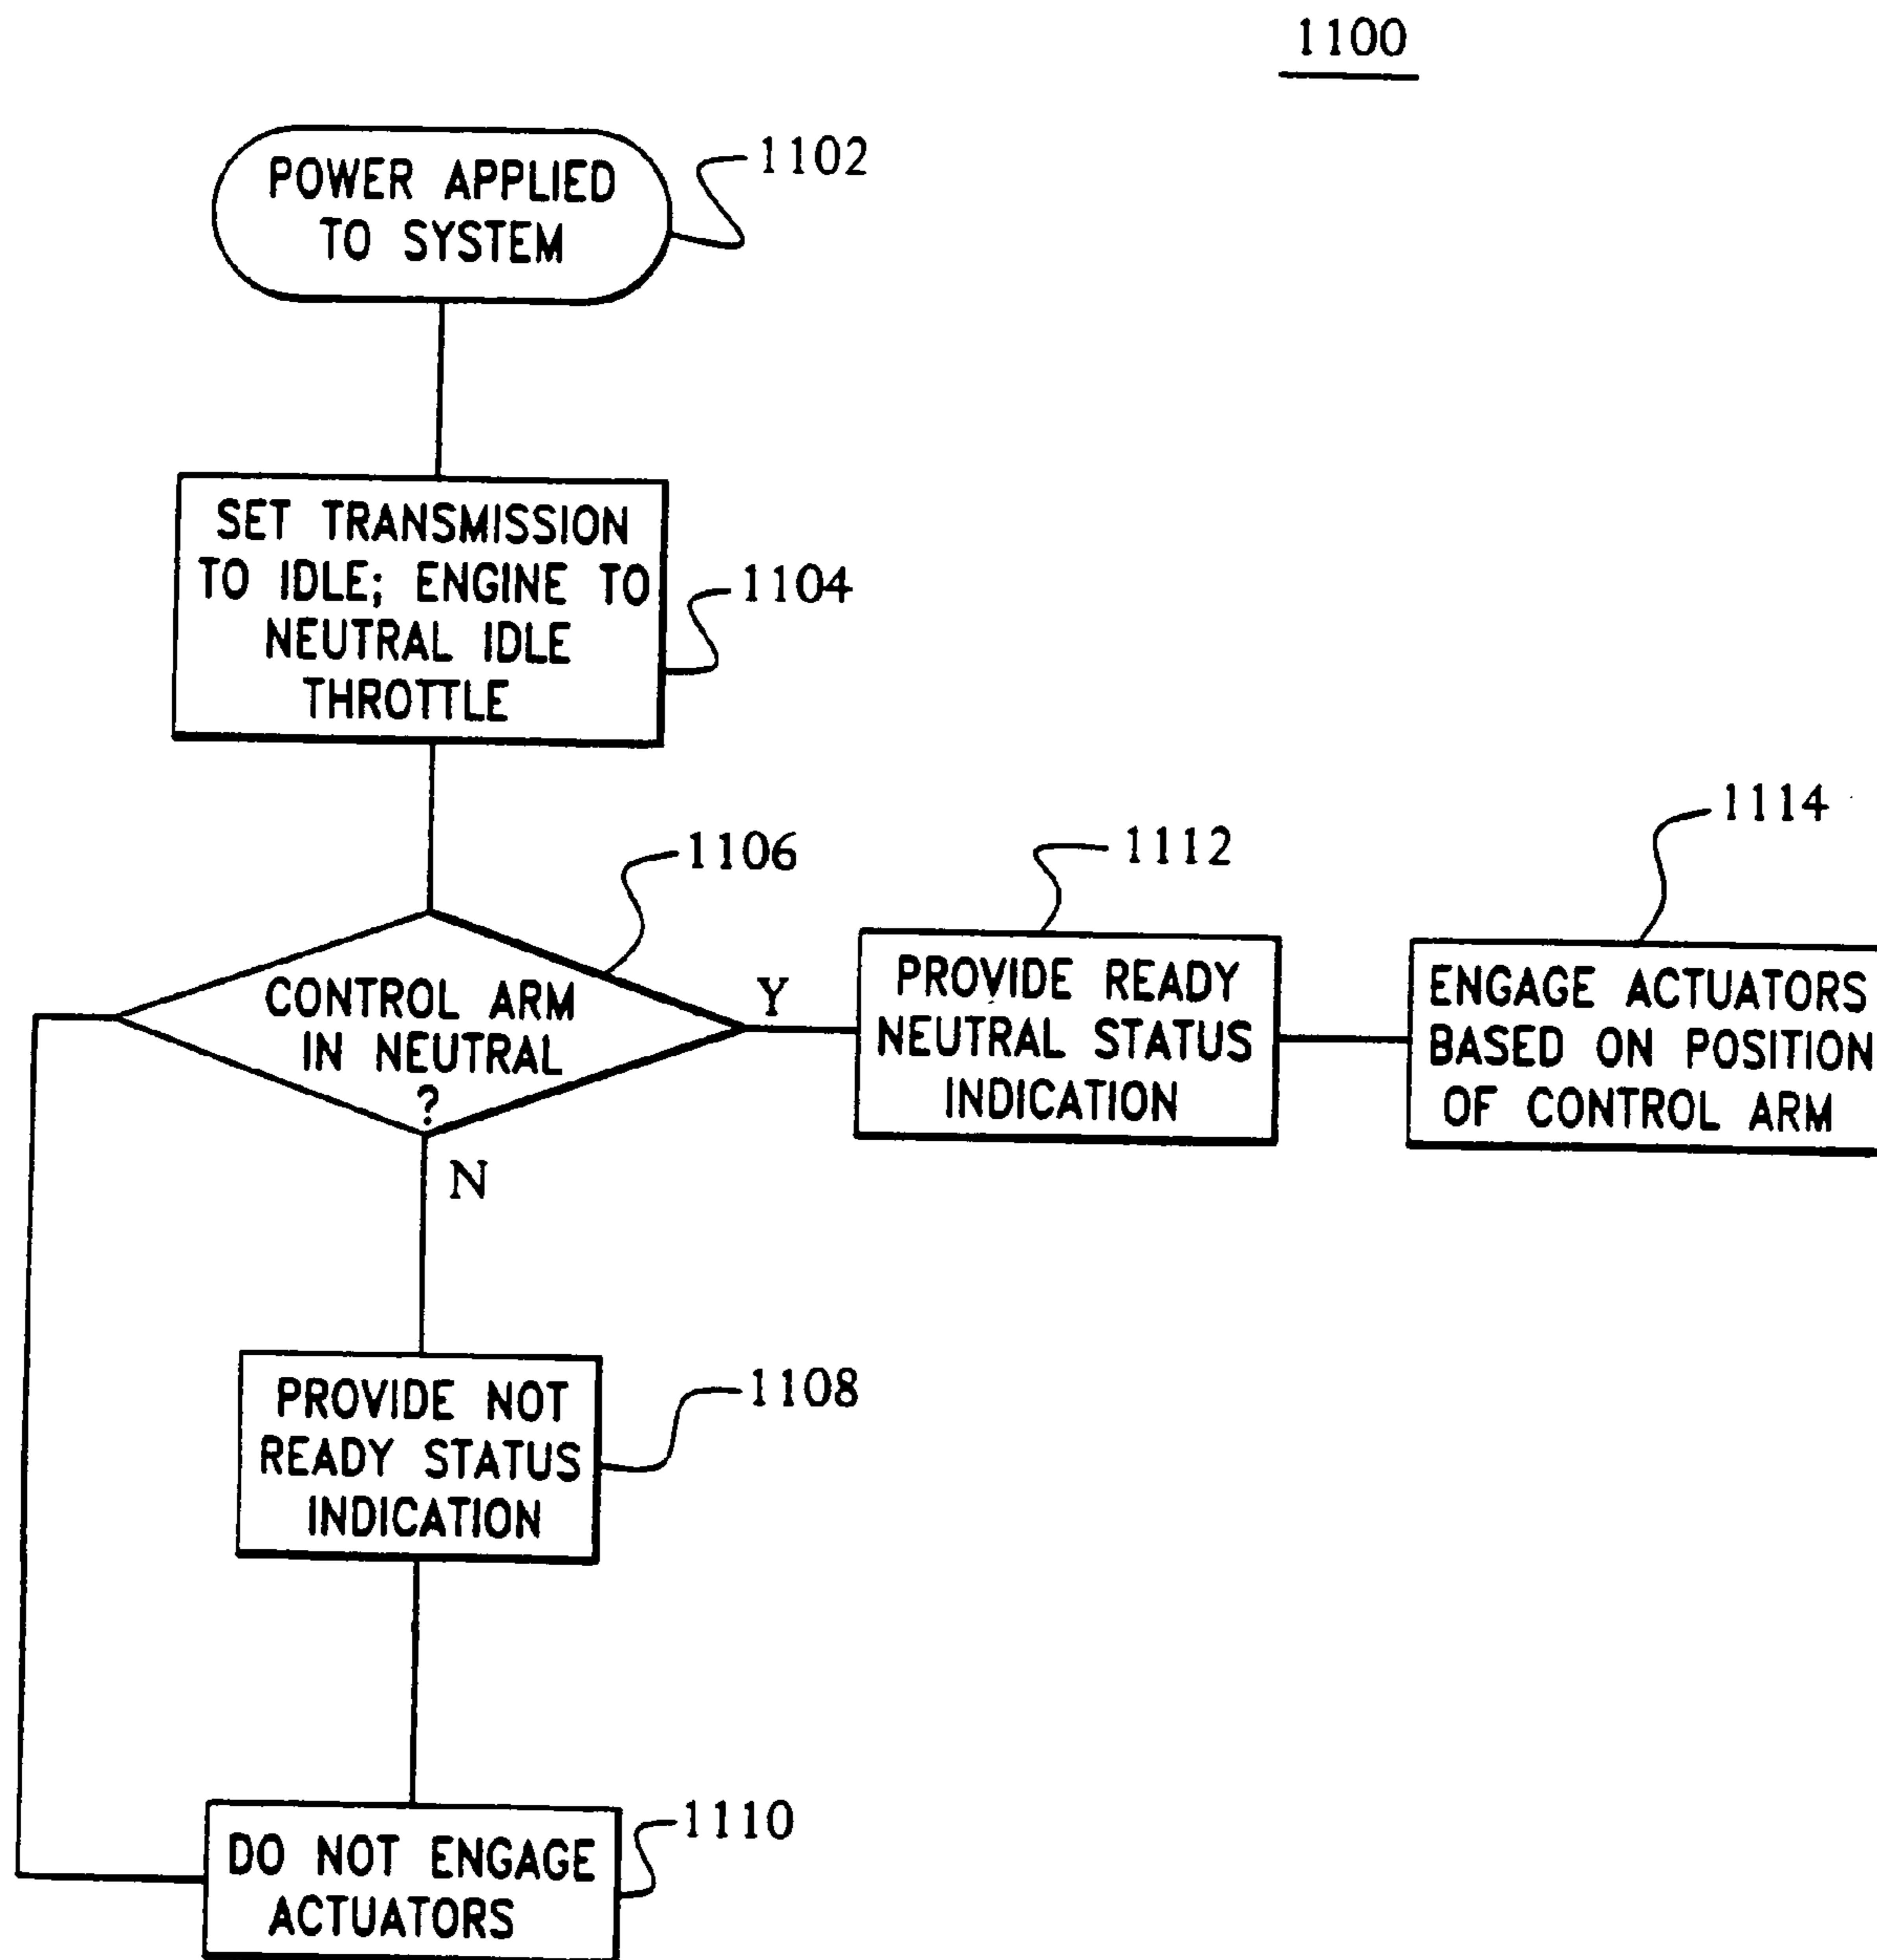 1100
POWER APPLIED
TO SYSTEM
1102
SET TRANSMISSION
TO IDLE; ENGINE TO
NEUTRAL IDLE
THROTTLE
1104
CONTROL ARM
IN NEUTRAL
?
1106
Y
N
PROVIDE READY
NEUTRAL STATUS
INDICATION
1112
ENGAGE ACTUATORS
BASED ON POSITION
OF CONTROL ARM
1114
PROVIDE NOT
READY STATUS
INDICATION
1108
DO NOT ENGAGE
ACTUATORS
1110